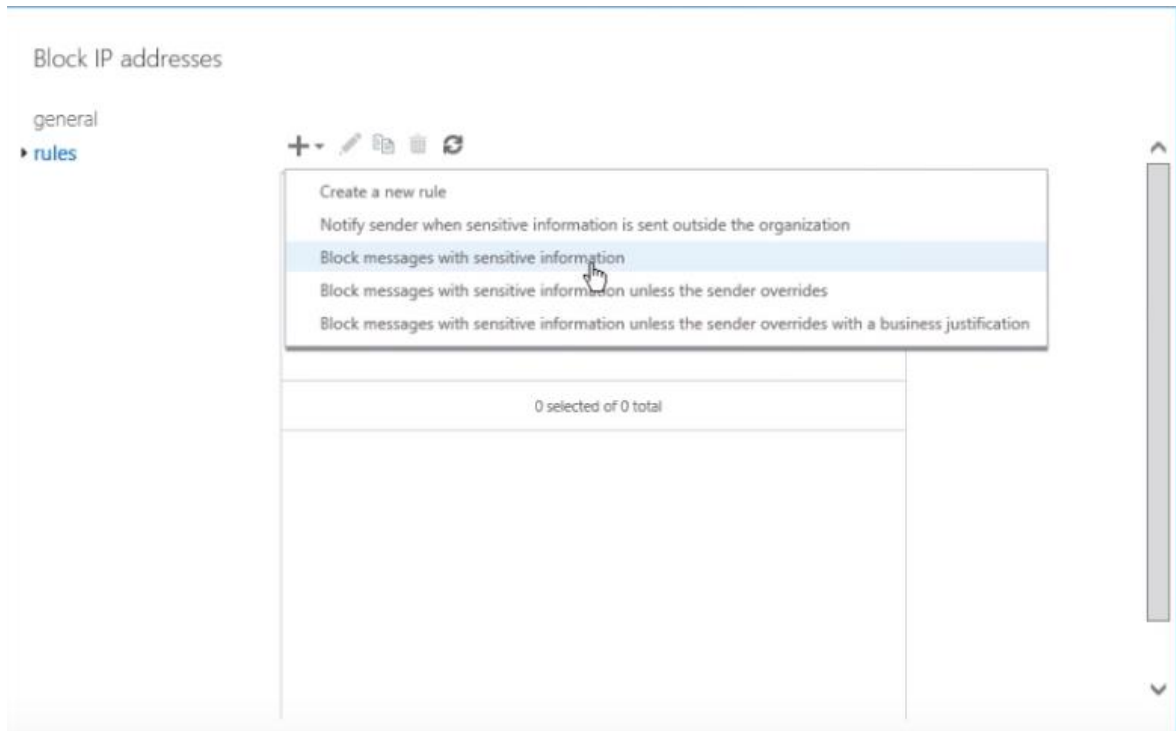 Block IP addresses
general
rules
Create a new rule
Notify sender when sensitive information is sent outside the organization
Block messages with sensitive information
Block messages with sensitive information unless the sender overrides
Block messages with sensitive information unless the sender overrides with a business justification
0 selected of 0 total